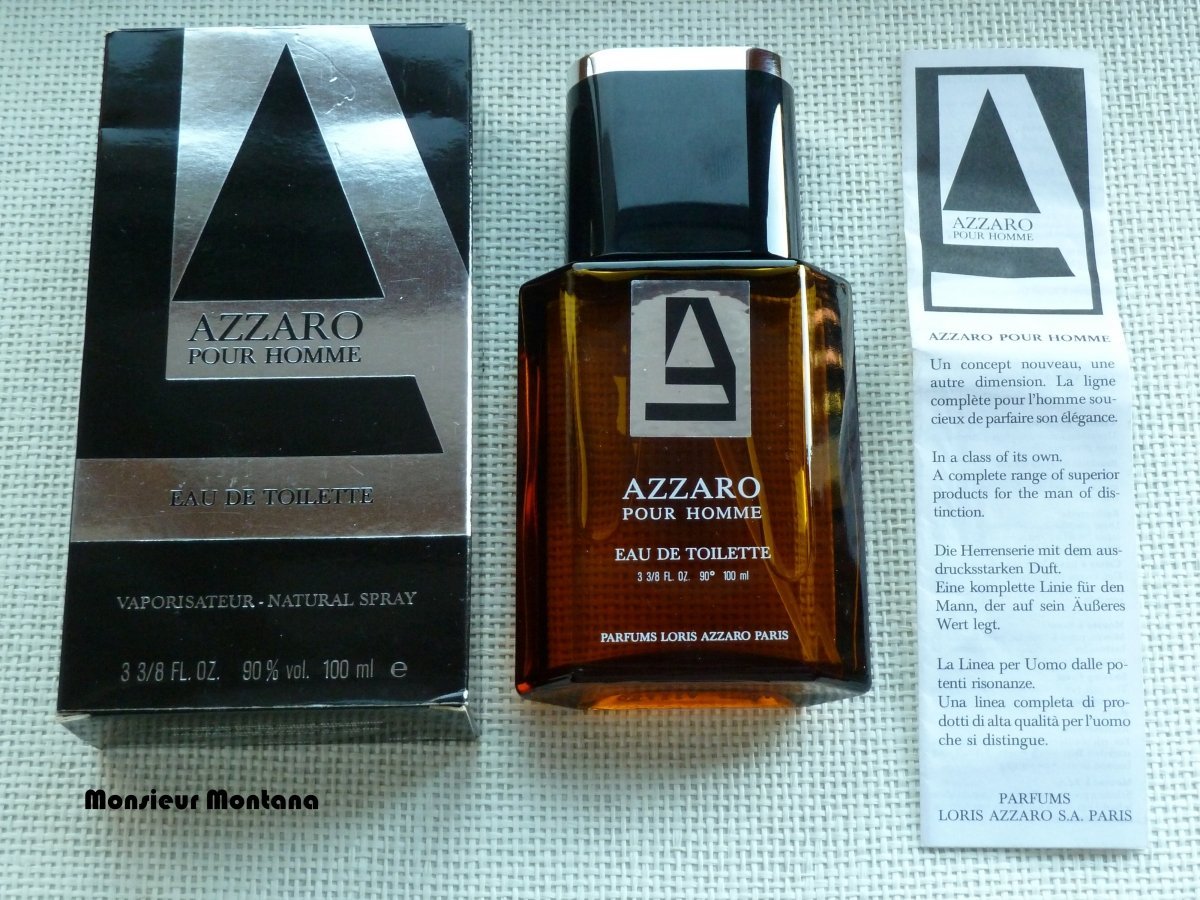 AZZARO
POUR HOMME
EAU DE TOILETTE
VAPORISATEUR - NATURAL SPRAY
3 3/8 FL. OZ. 90 % vol. 100 ml e
Monsieur Montana
AZZARO
POUR HOMME
EAU DE TOILETTE
3 3/8 FL. OZ. 90° 100 ml
PARFUMS LORIS AZZARO PARIS
AZZARO
POUR HOMME
AZZARO POUR HOMME
Un concept nouveau, une
autre dimension. La ligne
complète pour l'homme sou-
cieux de parfaire son élégance.
In a class of its own.
A complete range of superior
products for the man of dis-
tinction.
Die Herrenserie mit dem aus-
drucksstarken Duft.
Eine komplette Linie für den
Mann, der auf sein Äußeres
Wert legt.
La Linea per Uomo dalle po-
tenti risonanze.
Una linea completa di pro-
dotti di alta qualità per l'uomo
che si distingue.
PARFUMS
LORIS AZZARO S.A. PARIS